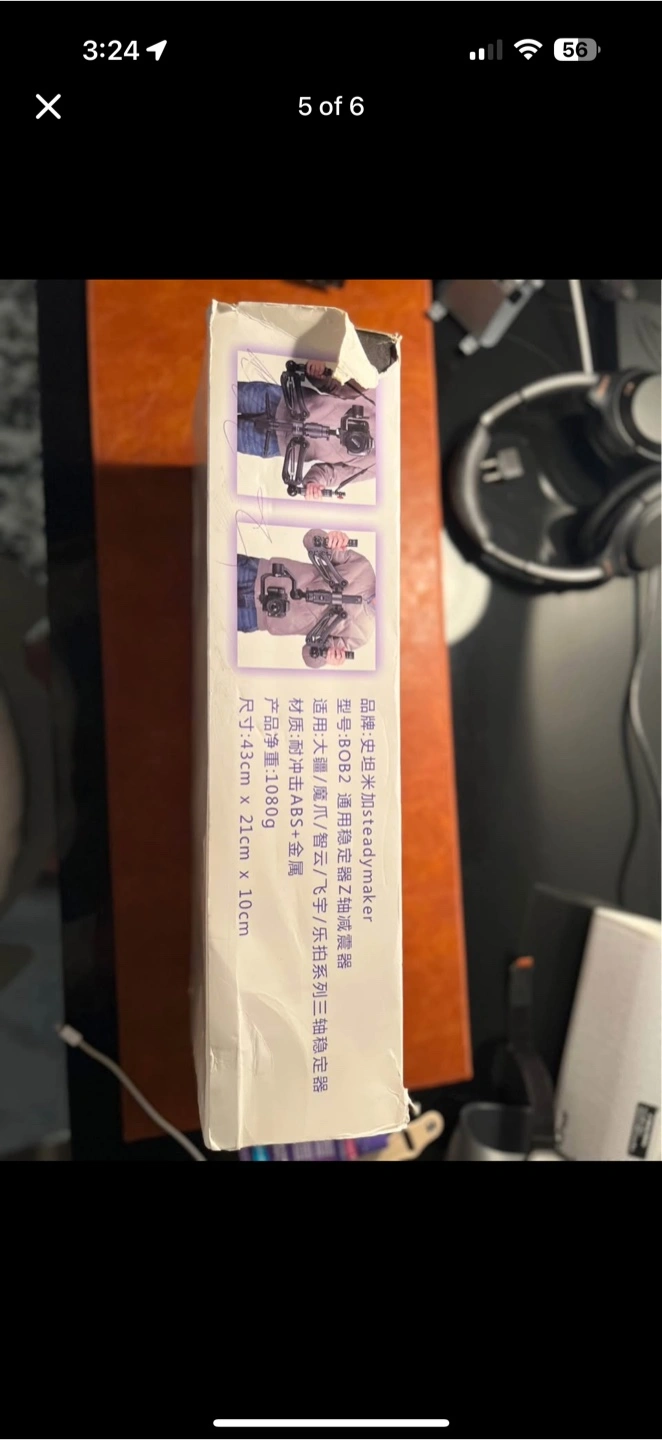 3:24
56
5 of 6
品牌:史坦米加steadymaker
型号:BOB2 通用稳定器Z轴减震器
适用:大疆/魔爪/智云/飞宇/乐拍系列三轴稳定器
材质:耐冲击ABS+金属
产品净重:1080g
尺寸:43cm x 21cm x 10cm